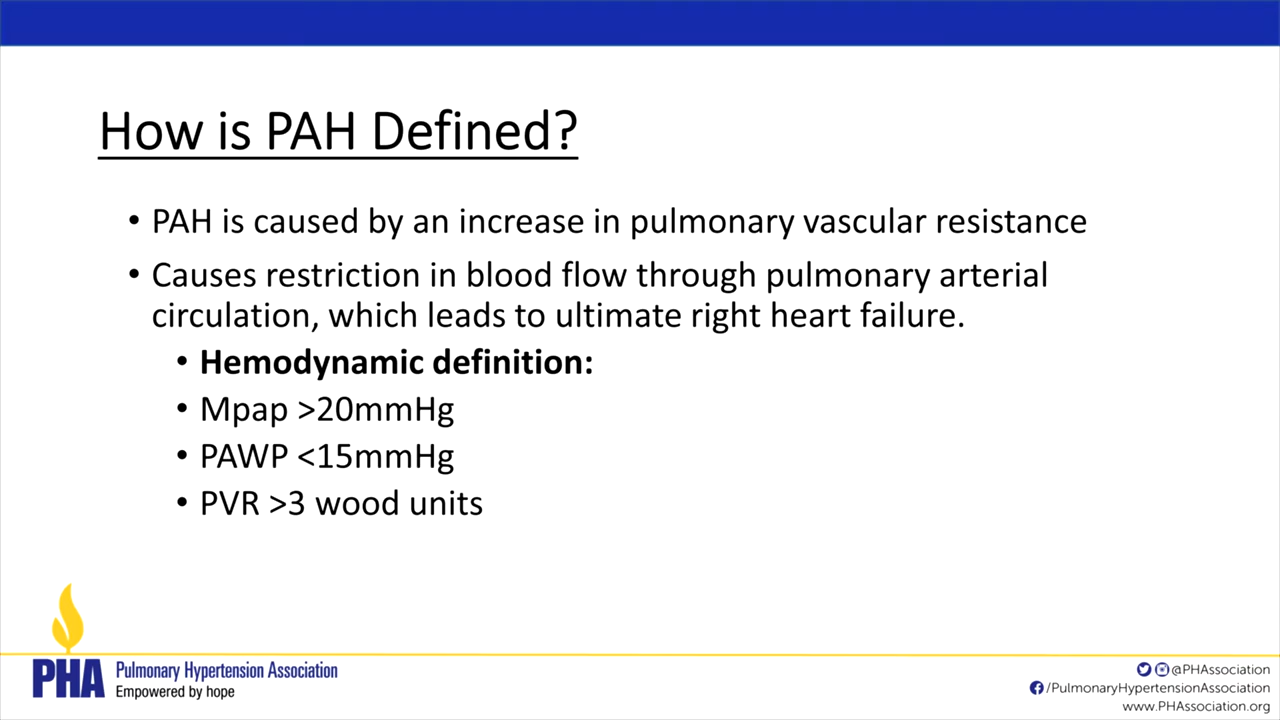 How is PAH Defined?
• PAH is caused by an increase in pulmonary vascular resistance
• Causes restriction in blood flow through pulmonary arterial
circulation, which leads to ultimate right heart failure.
• Hemodynamic definition:
• Mpap >20mmHg
• PAWP <15mmHg
• PVR >3 wood units
PHA Pulmonary Hypertension Association
Empowered by hope
@PHAssociation
/PulmonaryHypertensionAssociation
www.PHAssociation.org